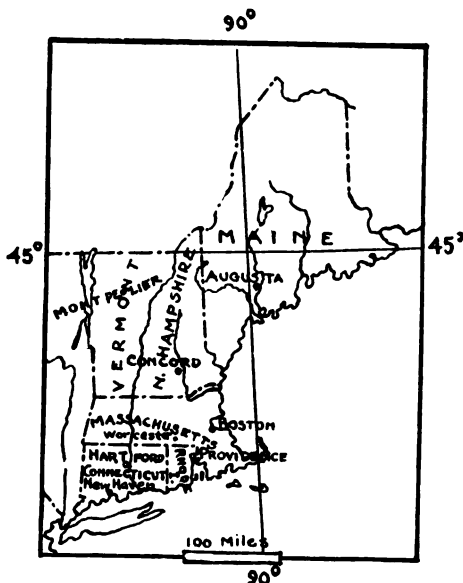 90°
MAINE
45°
45°
AUGUSTA
MONTPELIER
VERMONT
N. HAMPSHIRE
CONCORD
MASSACHUSETTS
Worcester
BOSTON
HARTFORD
PROVIDENCE
CONNECTICUT
New Haven
100 Miles
90°